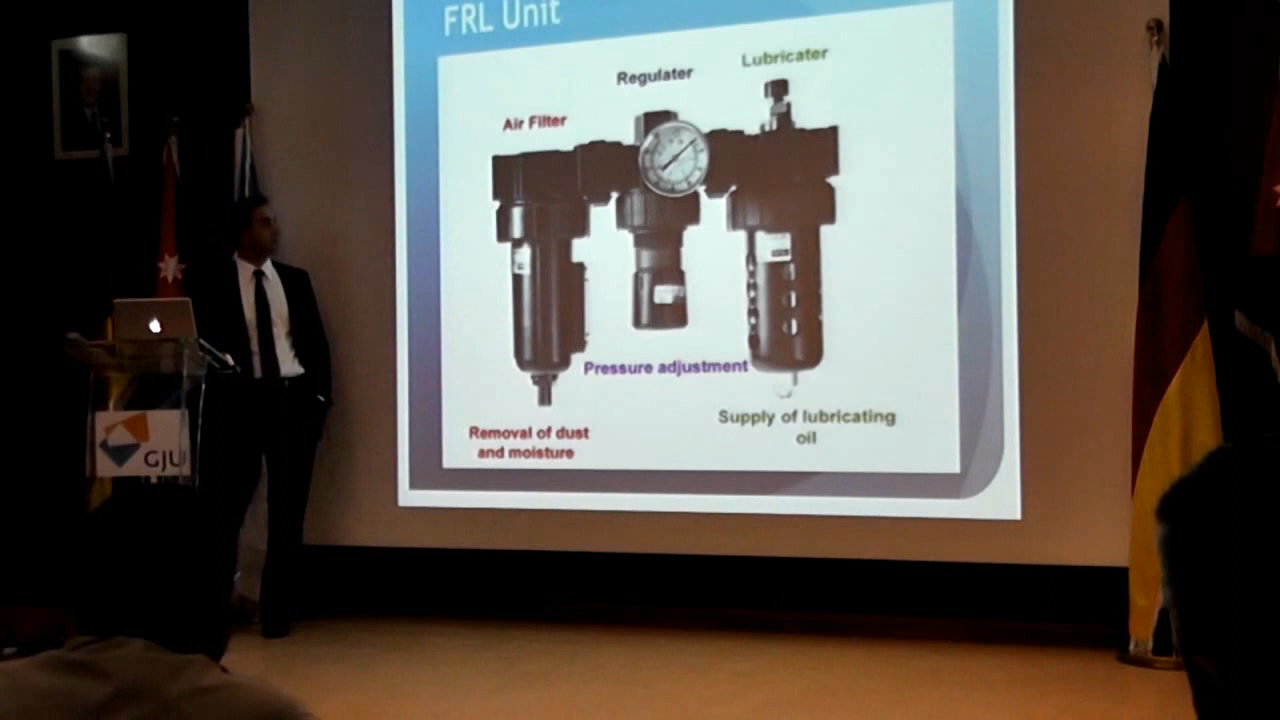 FRL Unit
Lubricater
Regulater
Air Filter
Pressure adjustment
Supply of lubricating
oil
Removal of dust
and moisture
GJU